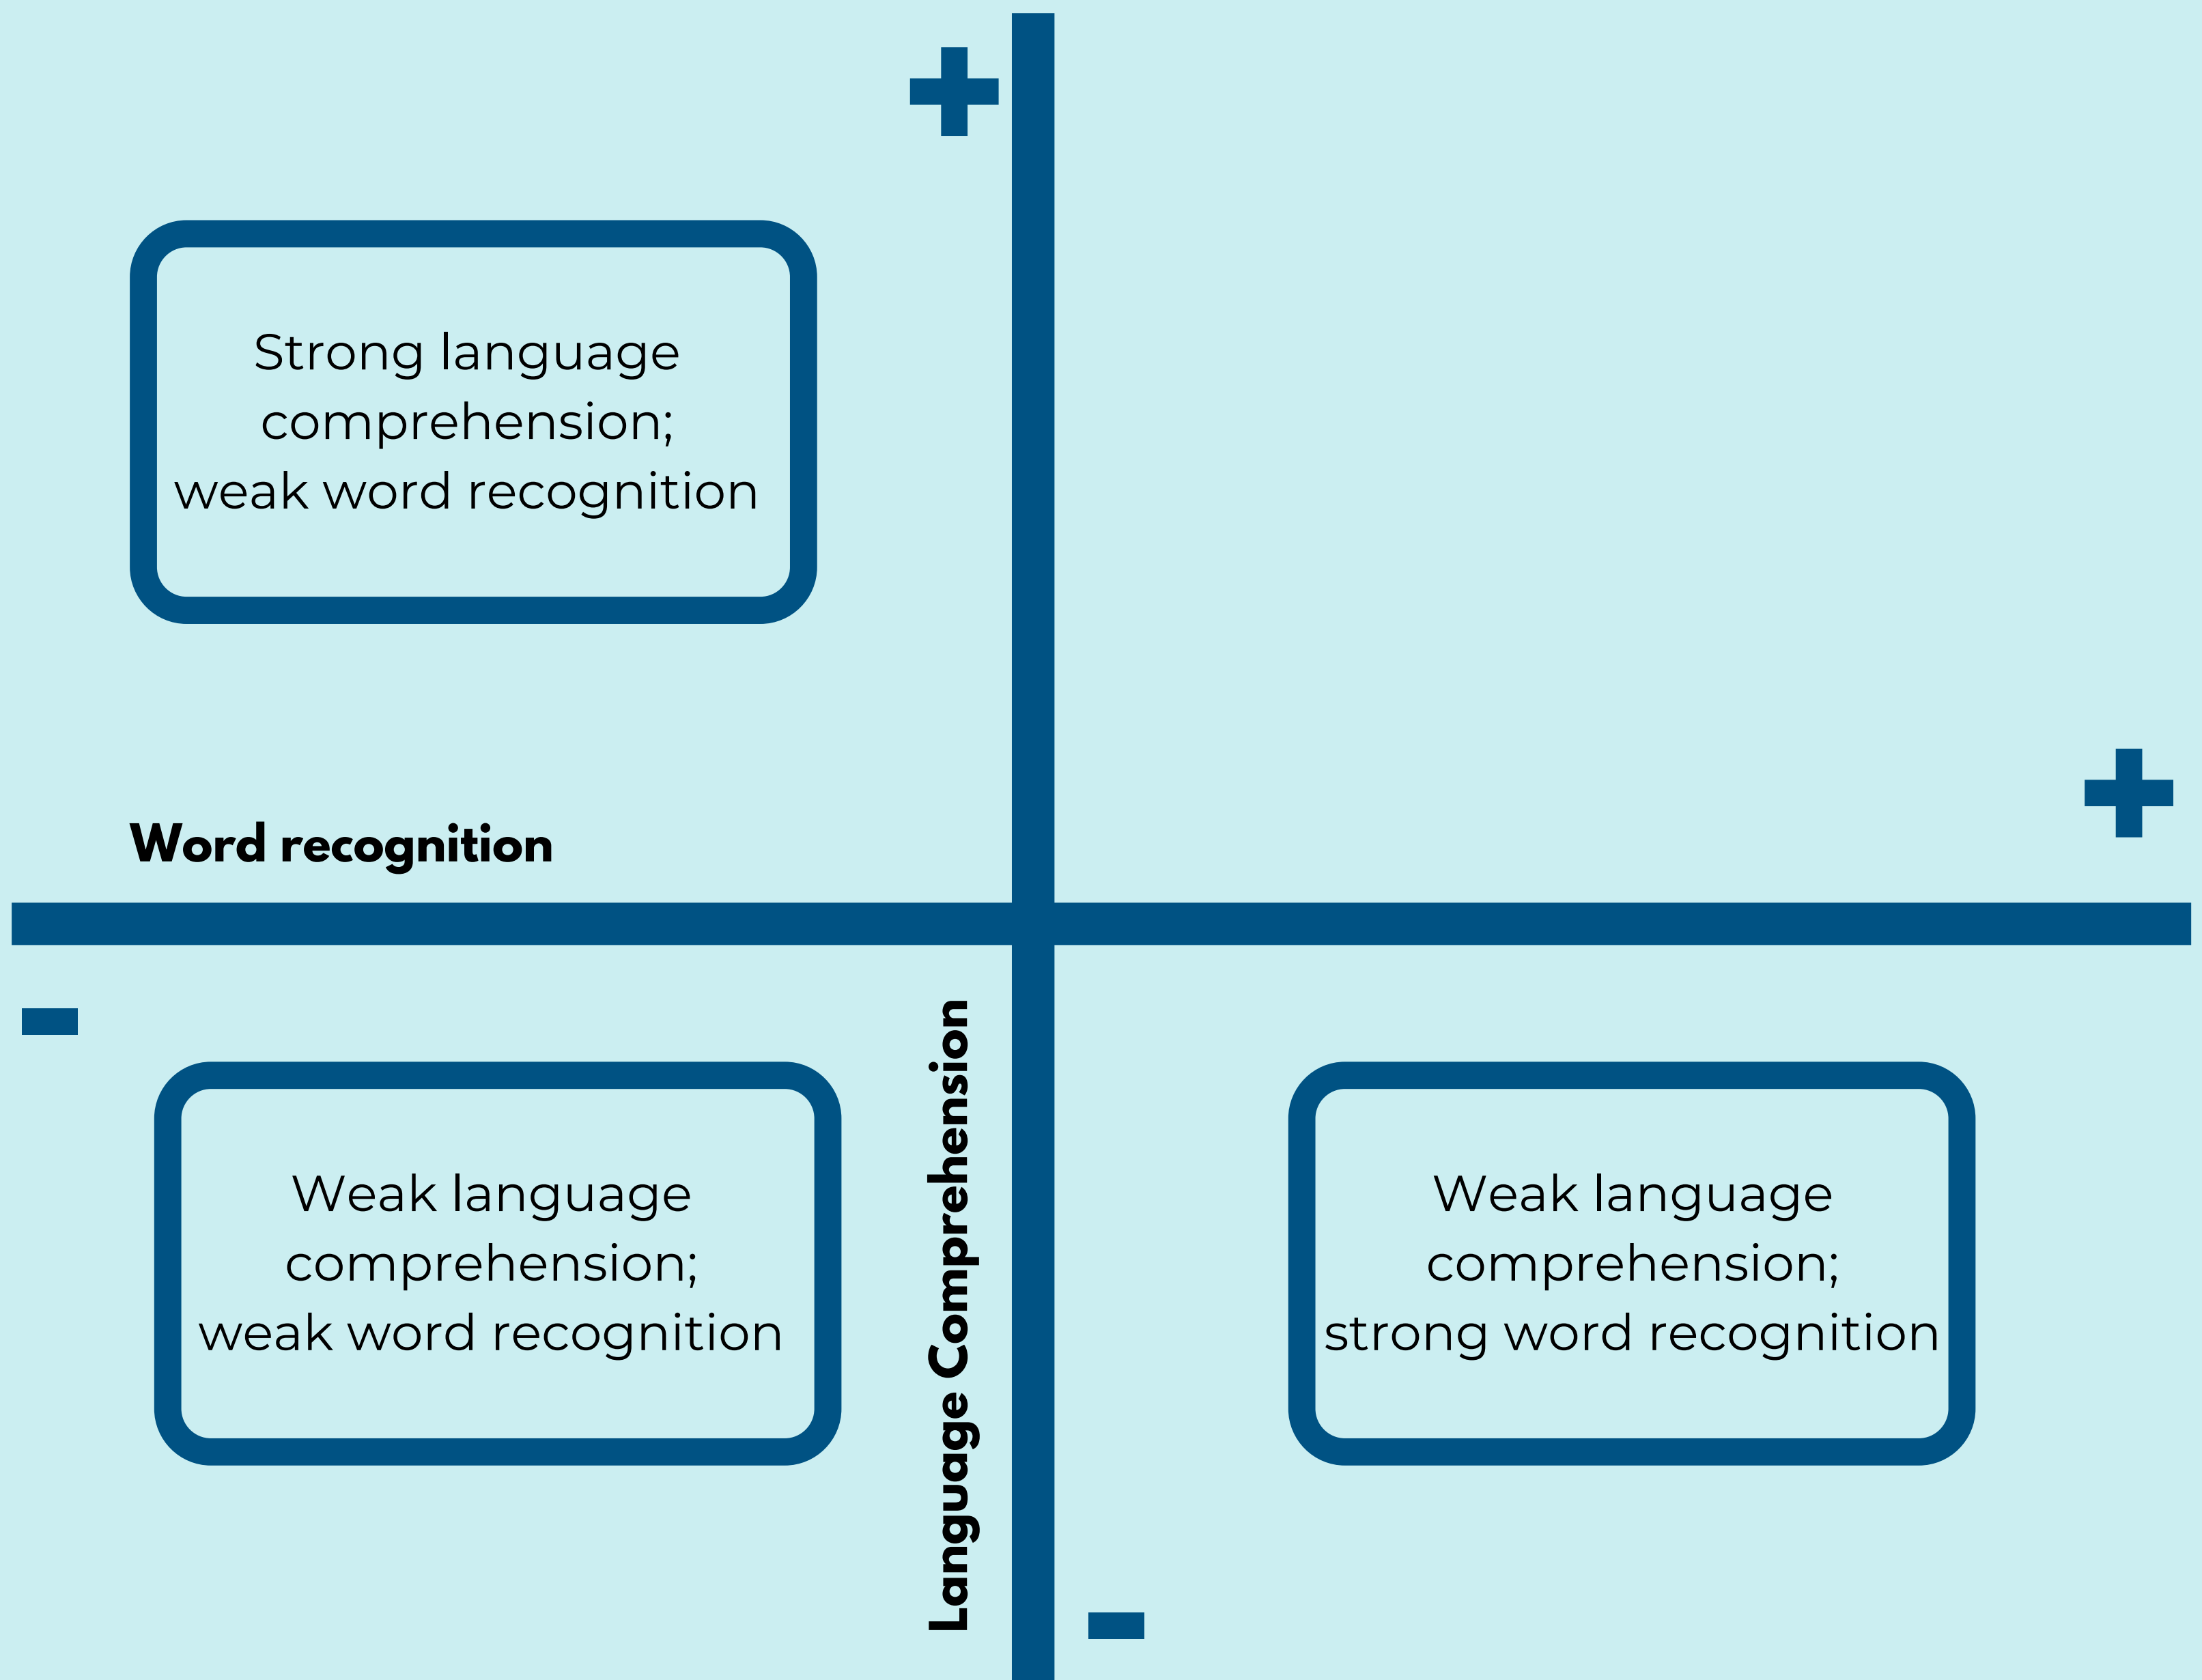 +
Strong language
comprehension;
weak word recognition
+
Word recognition
-
Language Comprehension
Weak language
comprehension;
weak word recognition
Weak language
comprehension;
strong word recognition
-